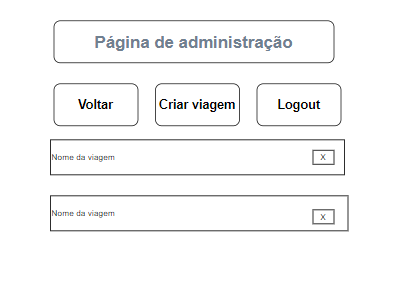 Página de administração
Voltar Criar viagem Logout
Nome da viagem X
Nome da viagem X